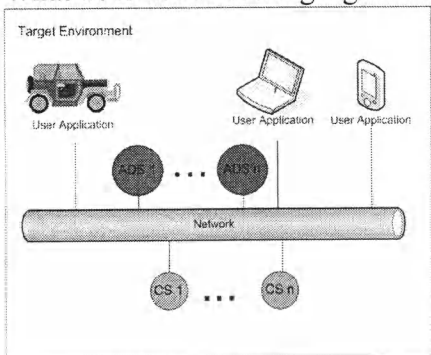 Target Environment
User Application
User Application
User Application
ADS 1
ADS n
Network
CS 1
CS n